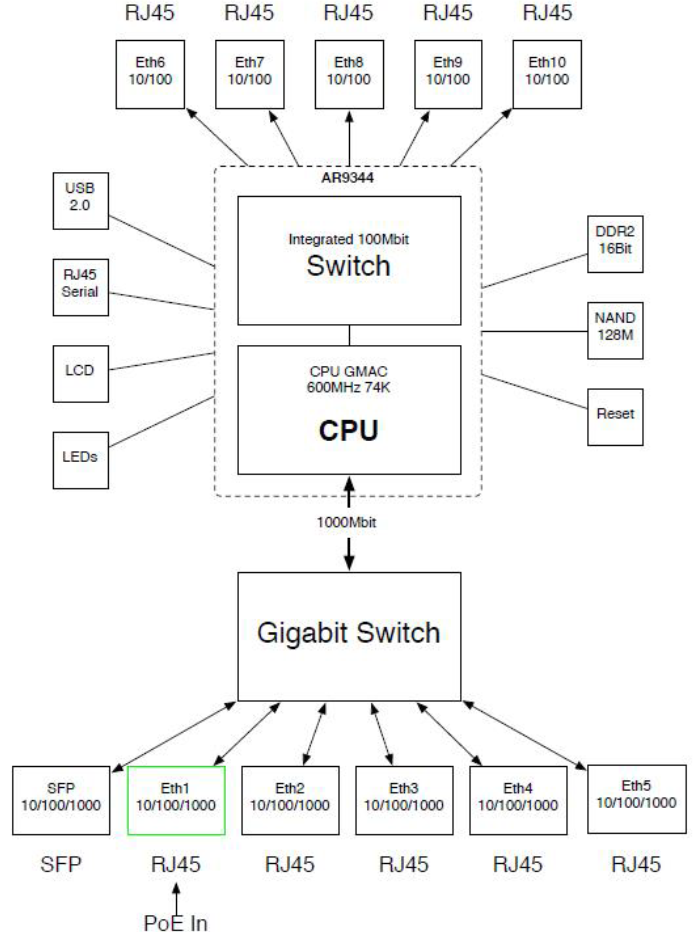 RJ45 RJ45 RJ45 RJ45 RJ45
Eth6 Eth7 Eth8 Eth9 Eth10
10/100 10/100 10/100 10/100 10/100
AR9344
USB
2.0
RJ45
Serial
LCD
LEDs
Integrated 100Mbit
Switch
CPU GMAC
600MHz 74K
CPU
DDR2
16Bit
NAND
128M
Reset
1000Mbit
Gigabit Switch
SFP Eth1 Eth2 Eth3 Eth4 Eth5
10/100/1000 10/100/1000 10/100/1000 10/100/1000 10/100/1000 10/100/1000
SFP RJ45 RJ45 RJ45 RJ45 RJ45
PoE In